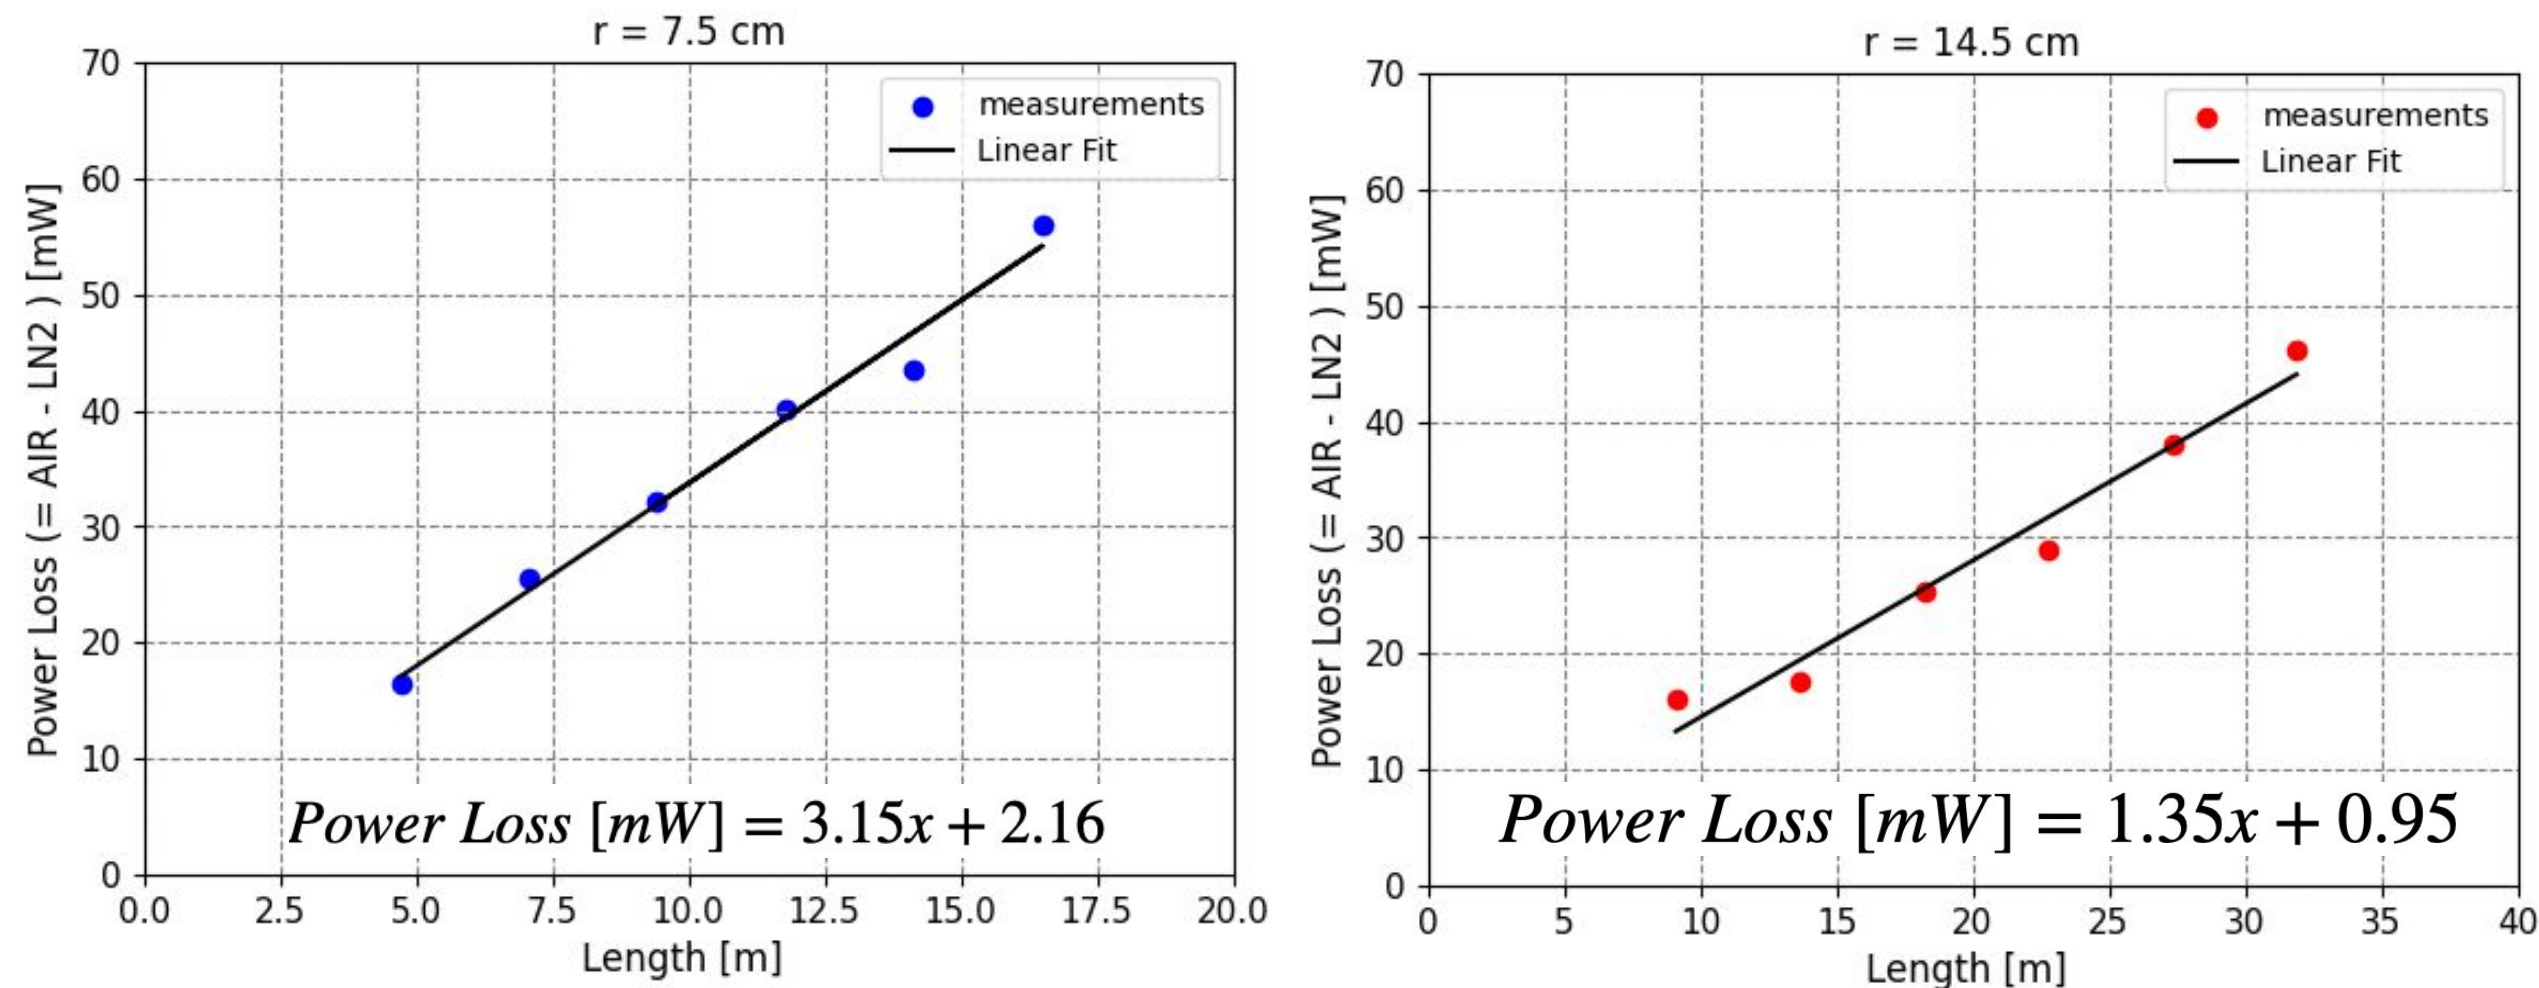 r = 7.5 cm
measurements
Linear Fit
70
60
50
40
30
20
10
0
Power Loss (= AIR - LN2 ) [mW]
Power Loss [mW] = 3.15x + 2.16
0.0 2.5 5.0 7.5 10.0 12.5 15.0 17.5 20.0
Length [m]
r = 14.5 cm
measurements
Linear Fit
70
60
50
40
30
20
10
0
Power Loss (= AIR - LN2 ) [mW]
Power Loss [mW] = 1.35x + 0.95
0 5 10 15 20 25 30 35 40
Length [m]